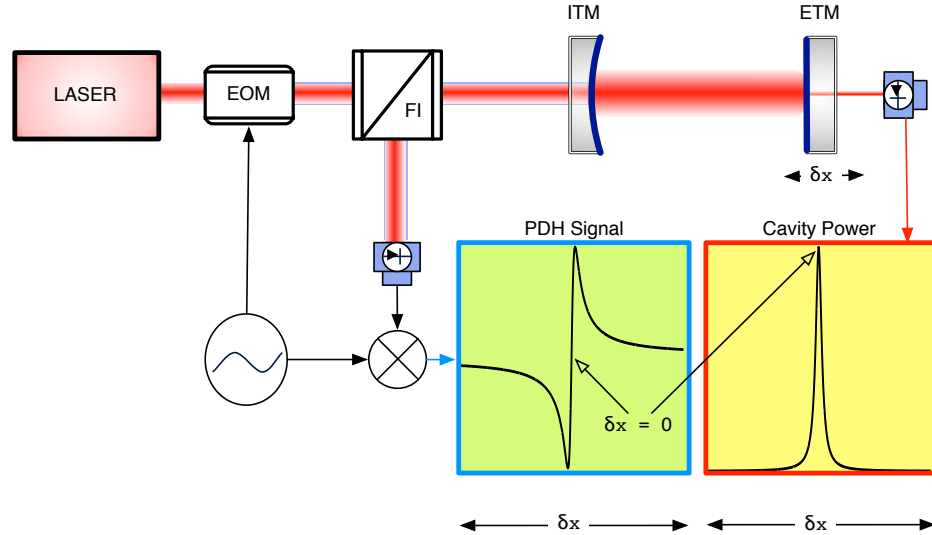 ITM
ETM
LASER
EOM
FI
δx
PDH Signal
Cavity Power
δx = 0
δx
δx